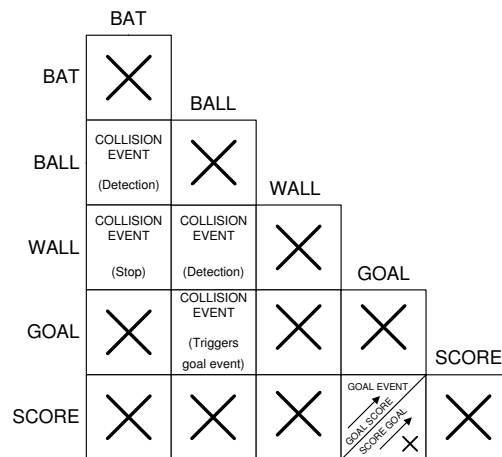 BAT
BAT
BALL
BALL
COLLISION
EVENT
(Detection)
WALL
WALL
COLLISION
EVENT
(Stop)
COLLISION
EVENT
(Detection)
GOAL
GOAL
COLLISION
EVENT
(Triggers
goal event)
SCORE
SCORE
GOAL EVENT
GOAL SCORE
SCORE GOAL